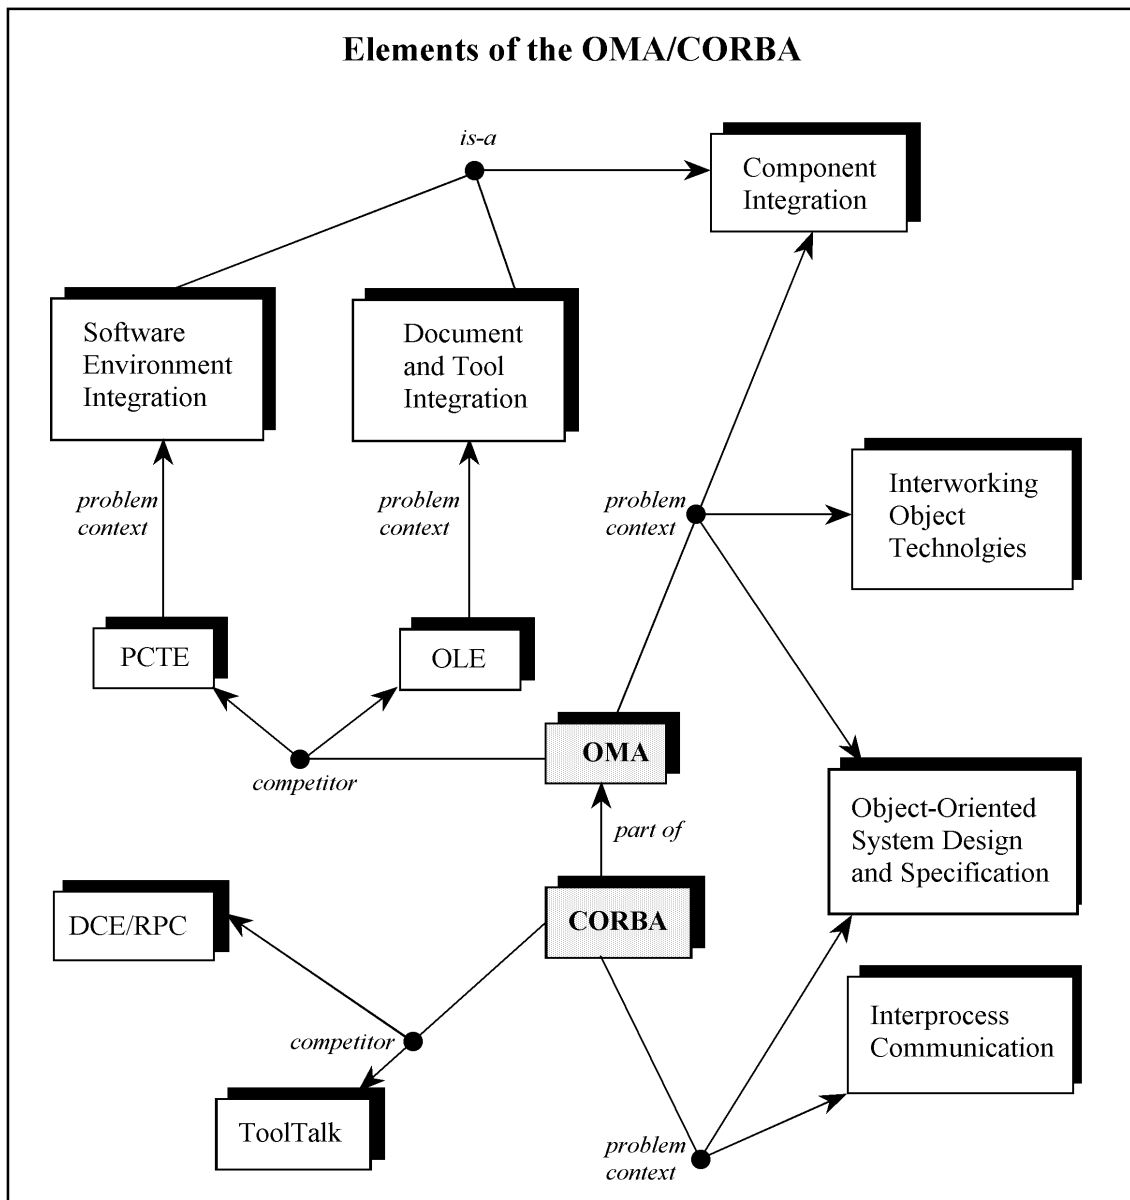 Elements of the OMA/CORBA
is-a
Component
Integration
Software
Environment
Integration
Document
and Tool
Integration
problem
context
problem
context
problem
context
Interworking
Object
Technolgies
PCTE
OLE
OMA
competitor
part of
Object-Oriented
System Design
and Specification
DCE/RPC
CORBA
competitor
Interprocess
Communication
ToolTalk
problem
context